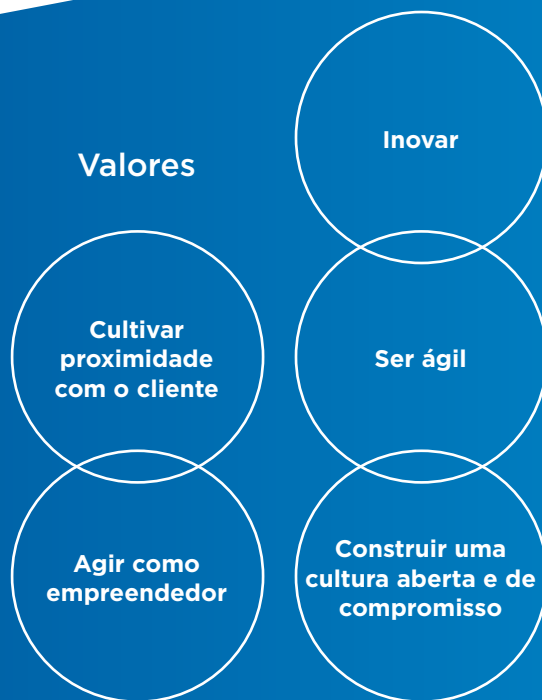 Valores
Inovar
Cultivar
proximidade
com o cliente
Ser ágil
Agir como
empreendedor
Construir uma
cultura aberta e de
compromisso